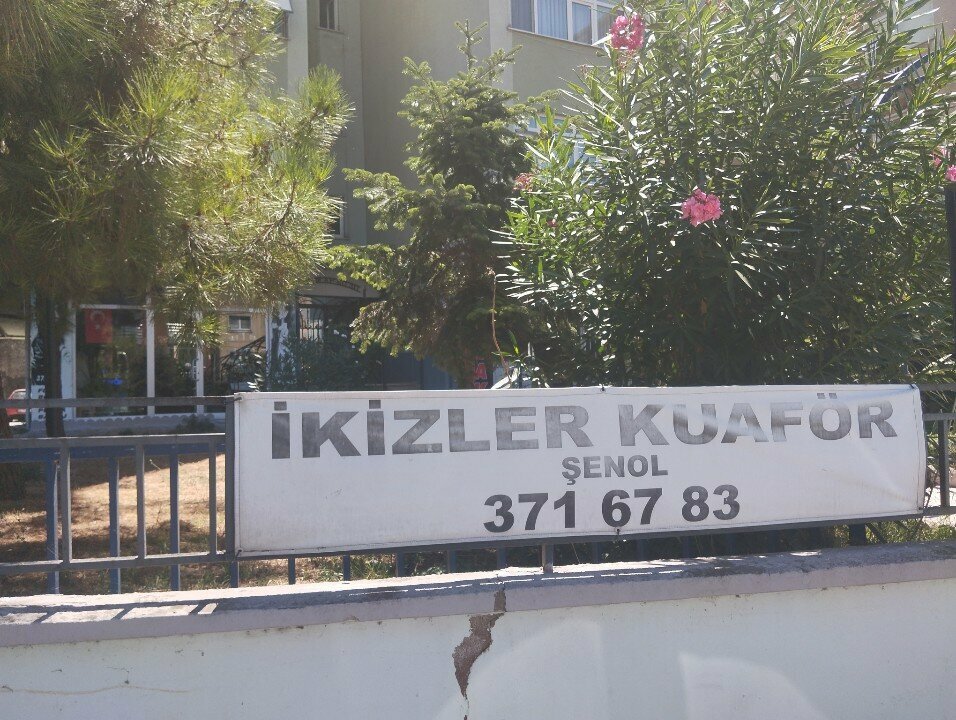 İKİZLER KUAFÖR
ŞENOL
371 67 83